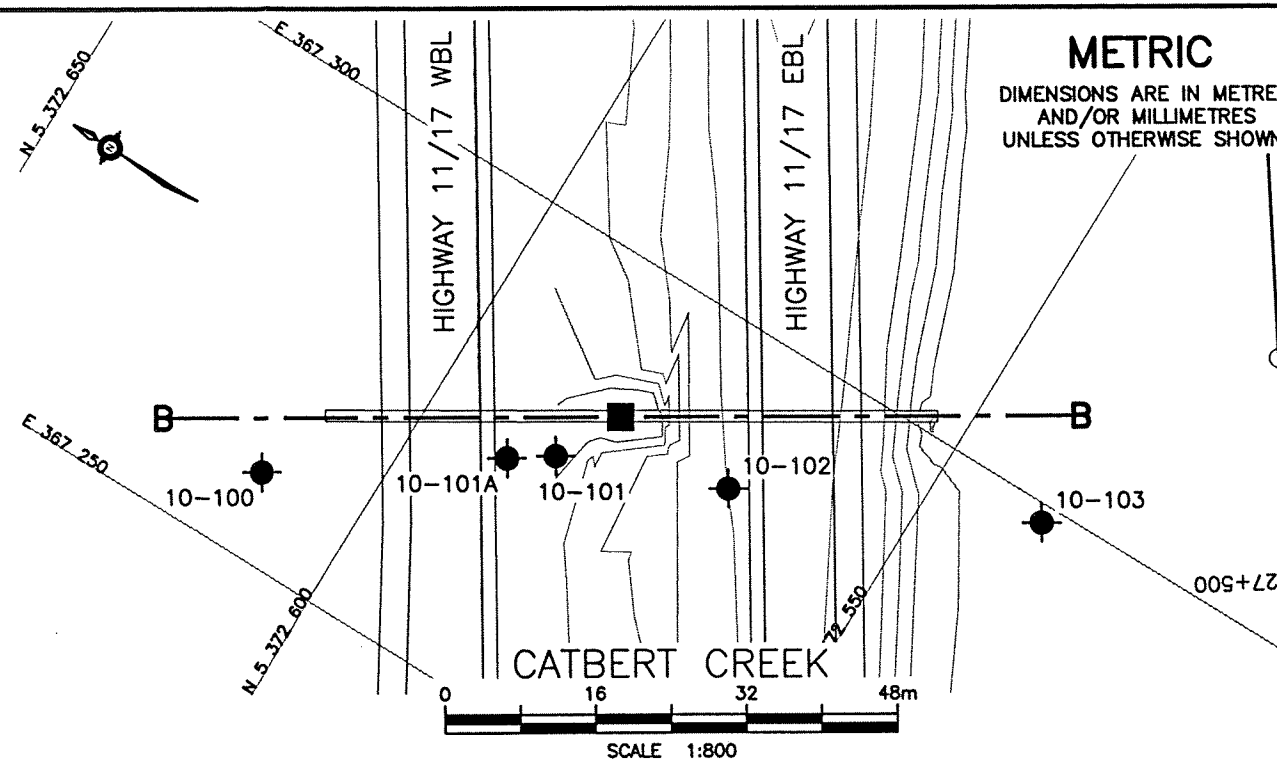 METRIC
DIMENSIONS ARE IN METRE
AND/OR MILLIMETRES
UNLESS OTHERWISE SHOWN
N 5 372 650
E 367 300
HIGHWAY 11/17 WBL
HIGHWAY 11/17 EBL
N
B
B
E 367 250
10-100
10-101A
10-101
10-102
10-103
27+500
N 5 372 600
72 550
CATBERT CREEK
0 16 32 48m
SCALE 1:800